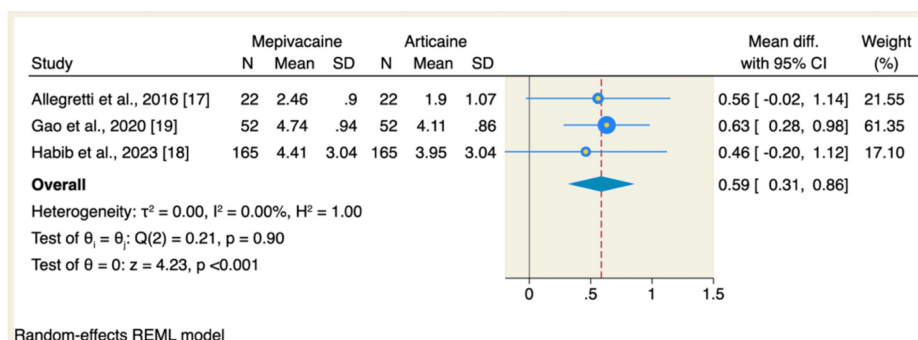 Mepivacaine Articaine Mean diff. Weight
Study N Mean SD N Mean SD with 95% CI (%)
Allegretti et al., 2016 [17] 22 2.46 .9 22 1.9 1.07 0.56 [ -0.02, 1.14] 21.55
Gao et al., 2020 [19] 52 4.74 .94 52 4.11 .86 0.63 [ 0.28, 0.98] 61.35
Habib et al., 2023 [18] 165 4.41 3.04 165 3.95 3.04 0.46 [ -0.20, 1.12] 17.10
Overall 0.59 [ 0.31, 0.86]
Heterogeneity: τ² = 0.00, I² = 0.00%, H² = 1.00
Test of θᵢ = θⱼ: Q(2) = 0.21, p = 0.90
Test of θ = 0: z = 4.23, p <0.001
0 .5 1 1.5
Random-effects REML model